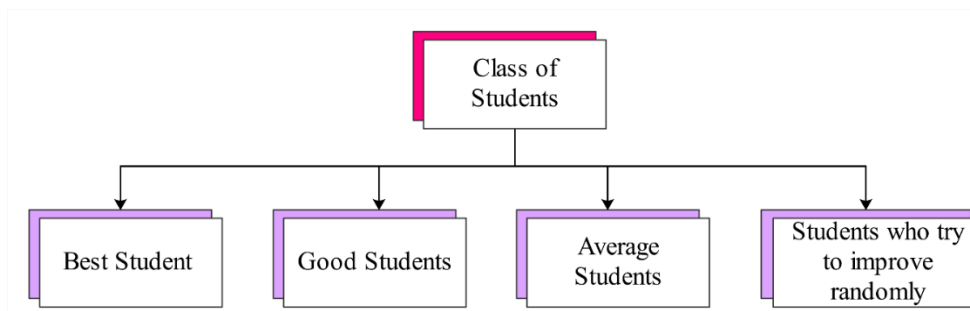 Class of
Students
Best Student
Good Students
Average
Students
Students who try
to improve
randomly